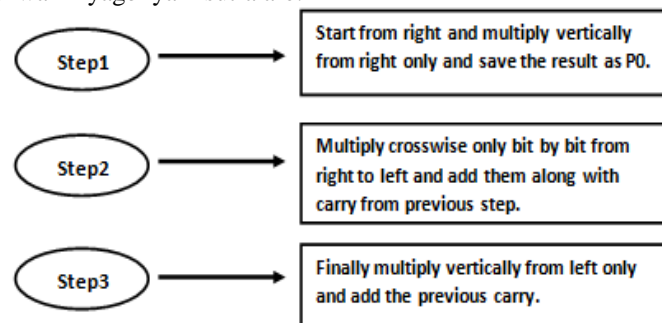 Step1
Start from right and multiply vertically
from right only and save the result as P0.
Step2
Multiply crosswise only bit by bit from
right to left and add them along with
carry from previous step.
Step3
Finally multiply vertically from left only
and add the previous carry.